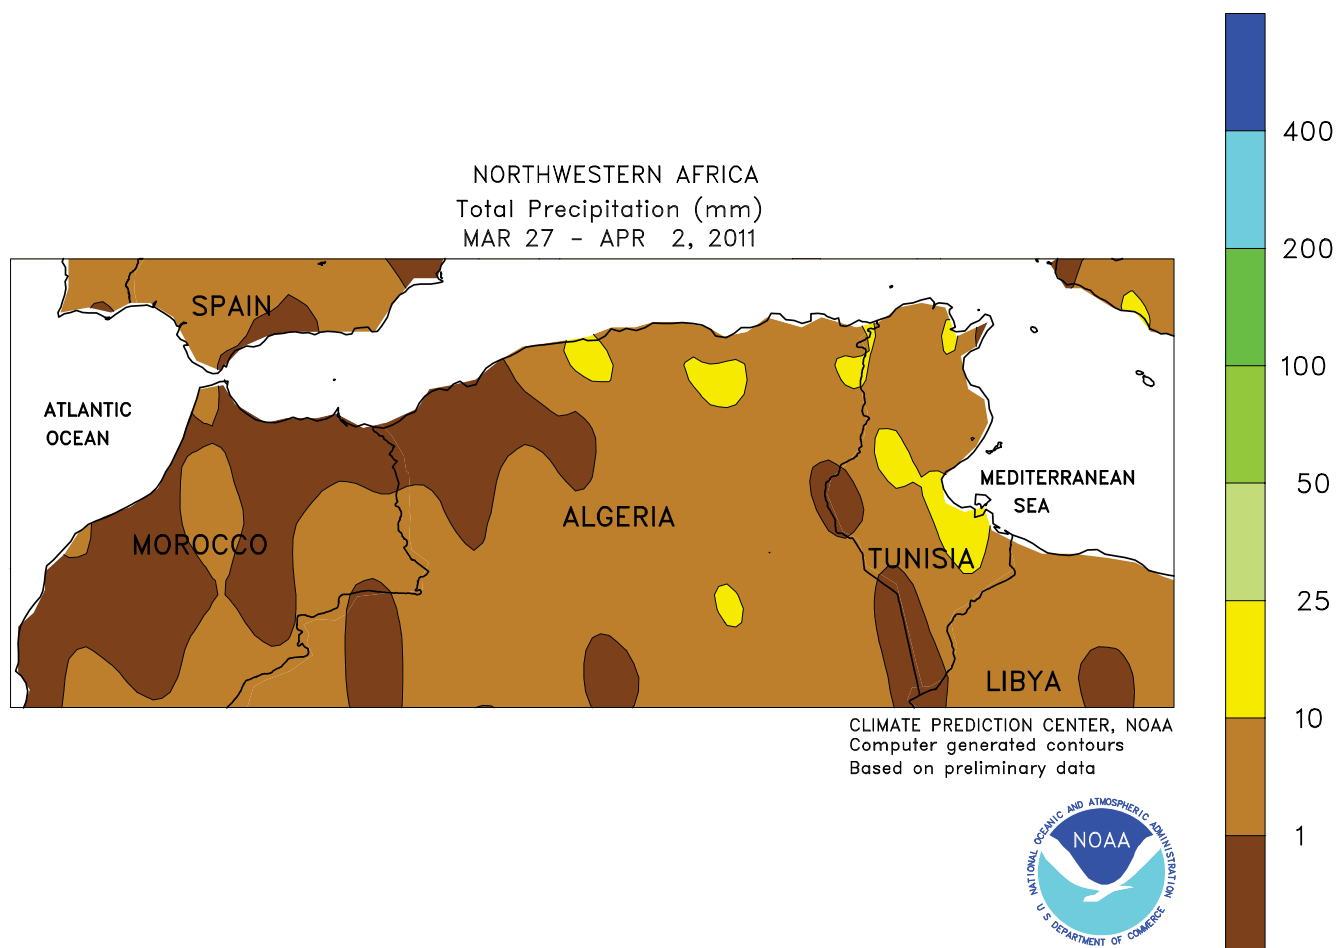 NORTHWESTERN AFRICA
Total Precipitation (mm)
MAR 27 - APR 2, 2011
SPAIN
ATLANTIC
OCEAN
MEDITERRANEAN
SEA
ALGERIA
MOROCCO
TUNISIA
LIBYA
CLIMATE PREDICTION CENTER, NOAA
Computer generated contours
Based on preliminary data
400
200
100
50
25
10
1
NATIONAL OCEANIC AND ATMOSPHERIC ADMINISTRATION
NOAA
U S DEPARTMENT OF COMMERCE